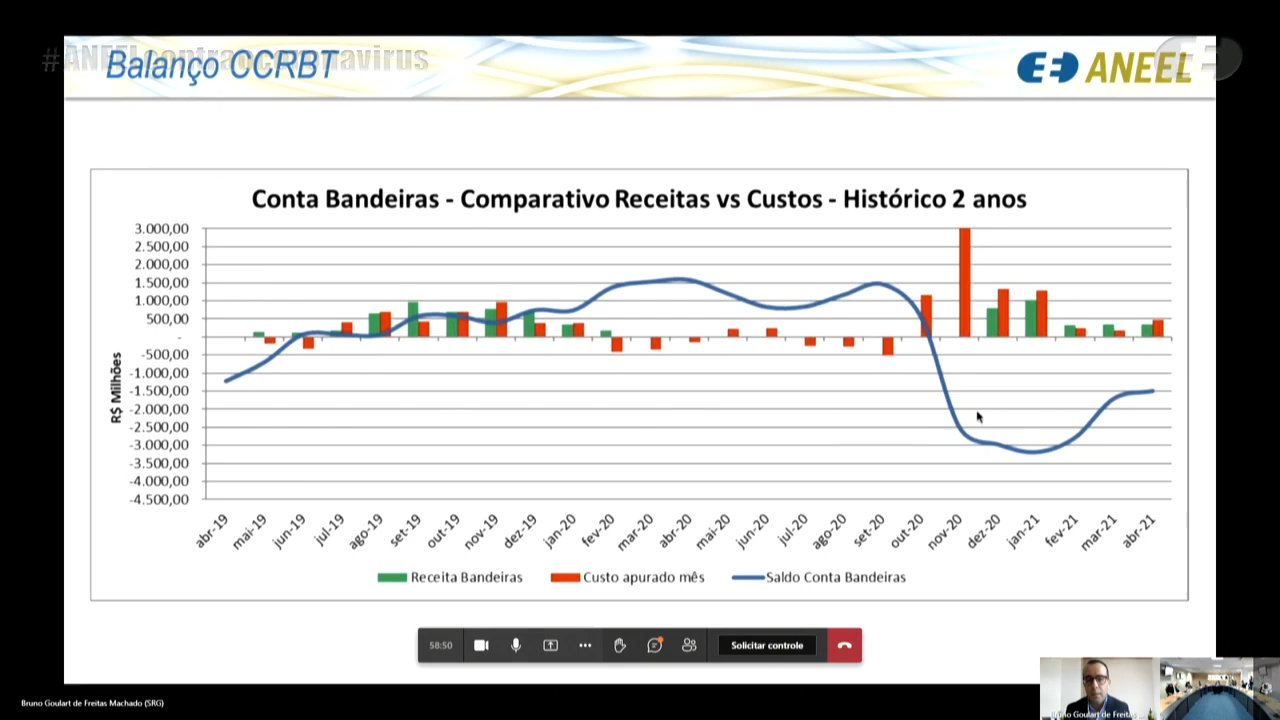 #ANEELcontraocoronavirus
Balanço CCRBT
ANEEL
Conta Bandeiras - Comparativo Receitas vs Custos - Histórico 2 anos
R$ Milhões
3.000,00
2.500,00
2.000,00
1.500,00
1.000,00
500,00
-
-500,00
-1.000,00
-1.500,00
-2.000,00
-2.500,00
-3.000,00
-3.500,00
-4.000,00
-4.500,00
abr-19 mai-19 jun-19 jul-19 ago-19 set-19 out-19 nov-19 dez-19 jan-20 fev-20 mar-20 abr-20 mai-20 jun-20 jul-20 ago-20 set-20 out-20 nov-20 dez-20 jan-21 fev-21 mar-21 abr-21
Receita Bandeiras Custo apurado mês Saldo Conta Bandeiras
58:50 Solicitar controle
Bruno Goulart de Freitas Machado (SRG)
Bruno Goulart de Freitas